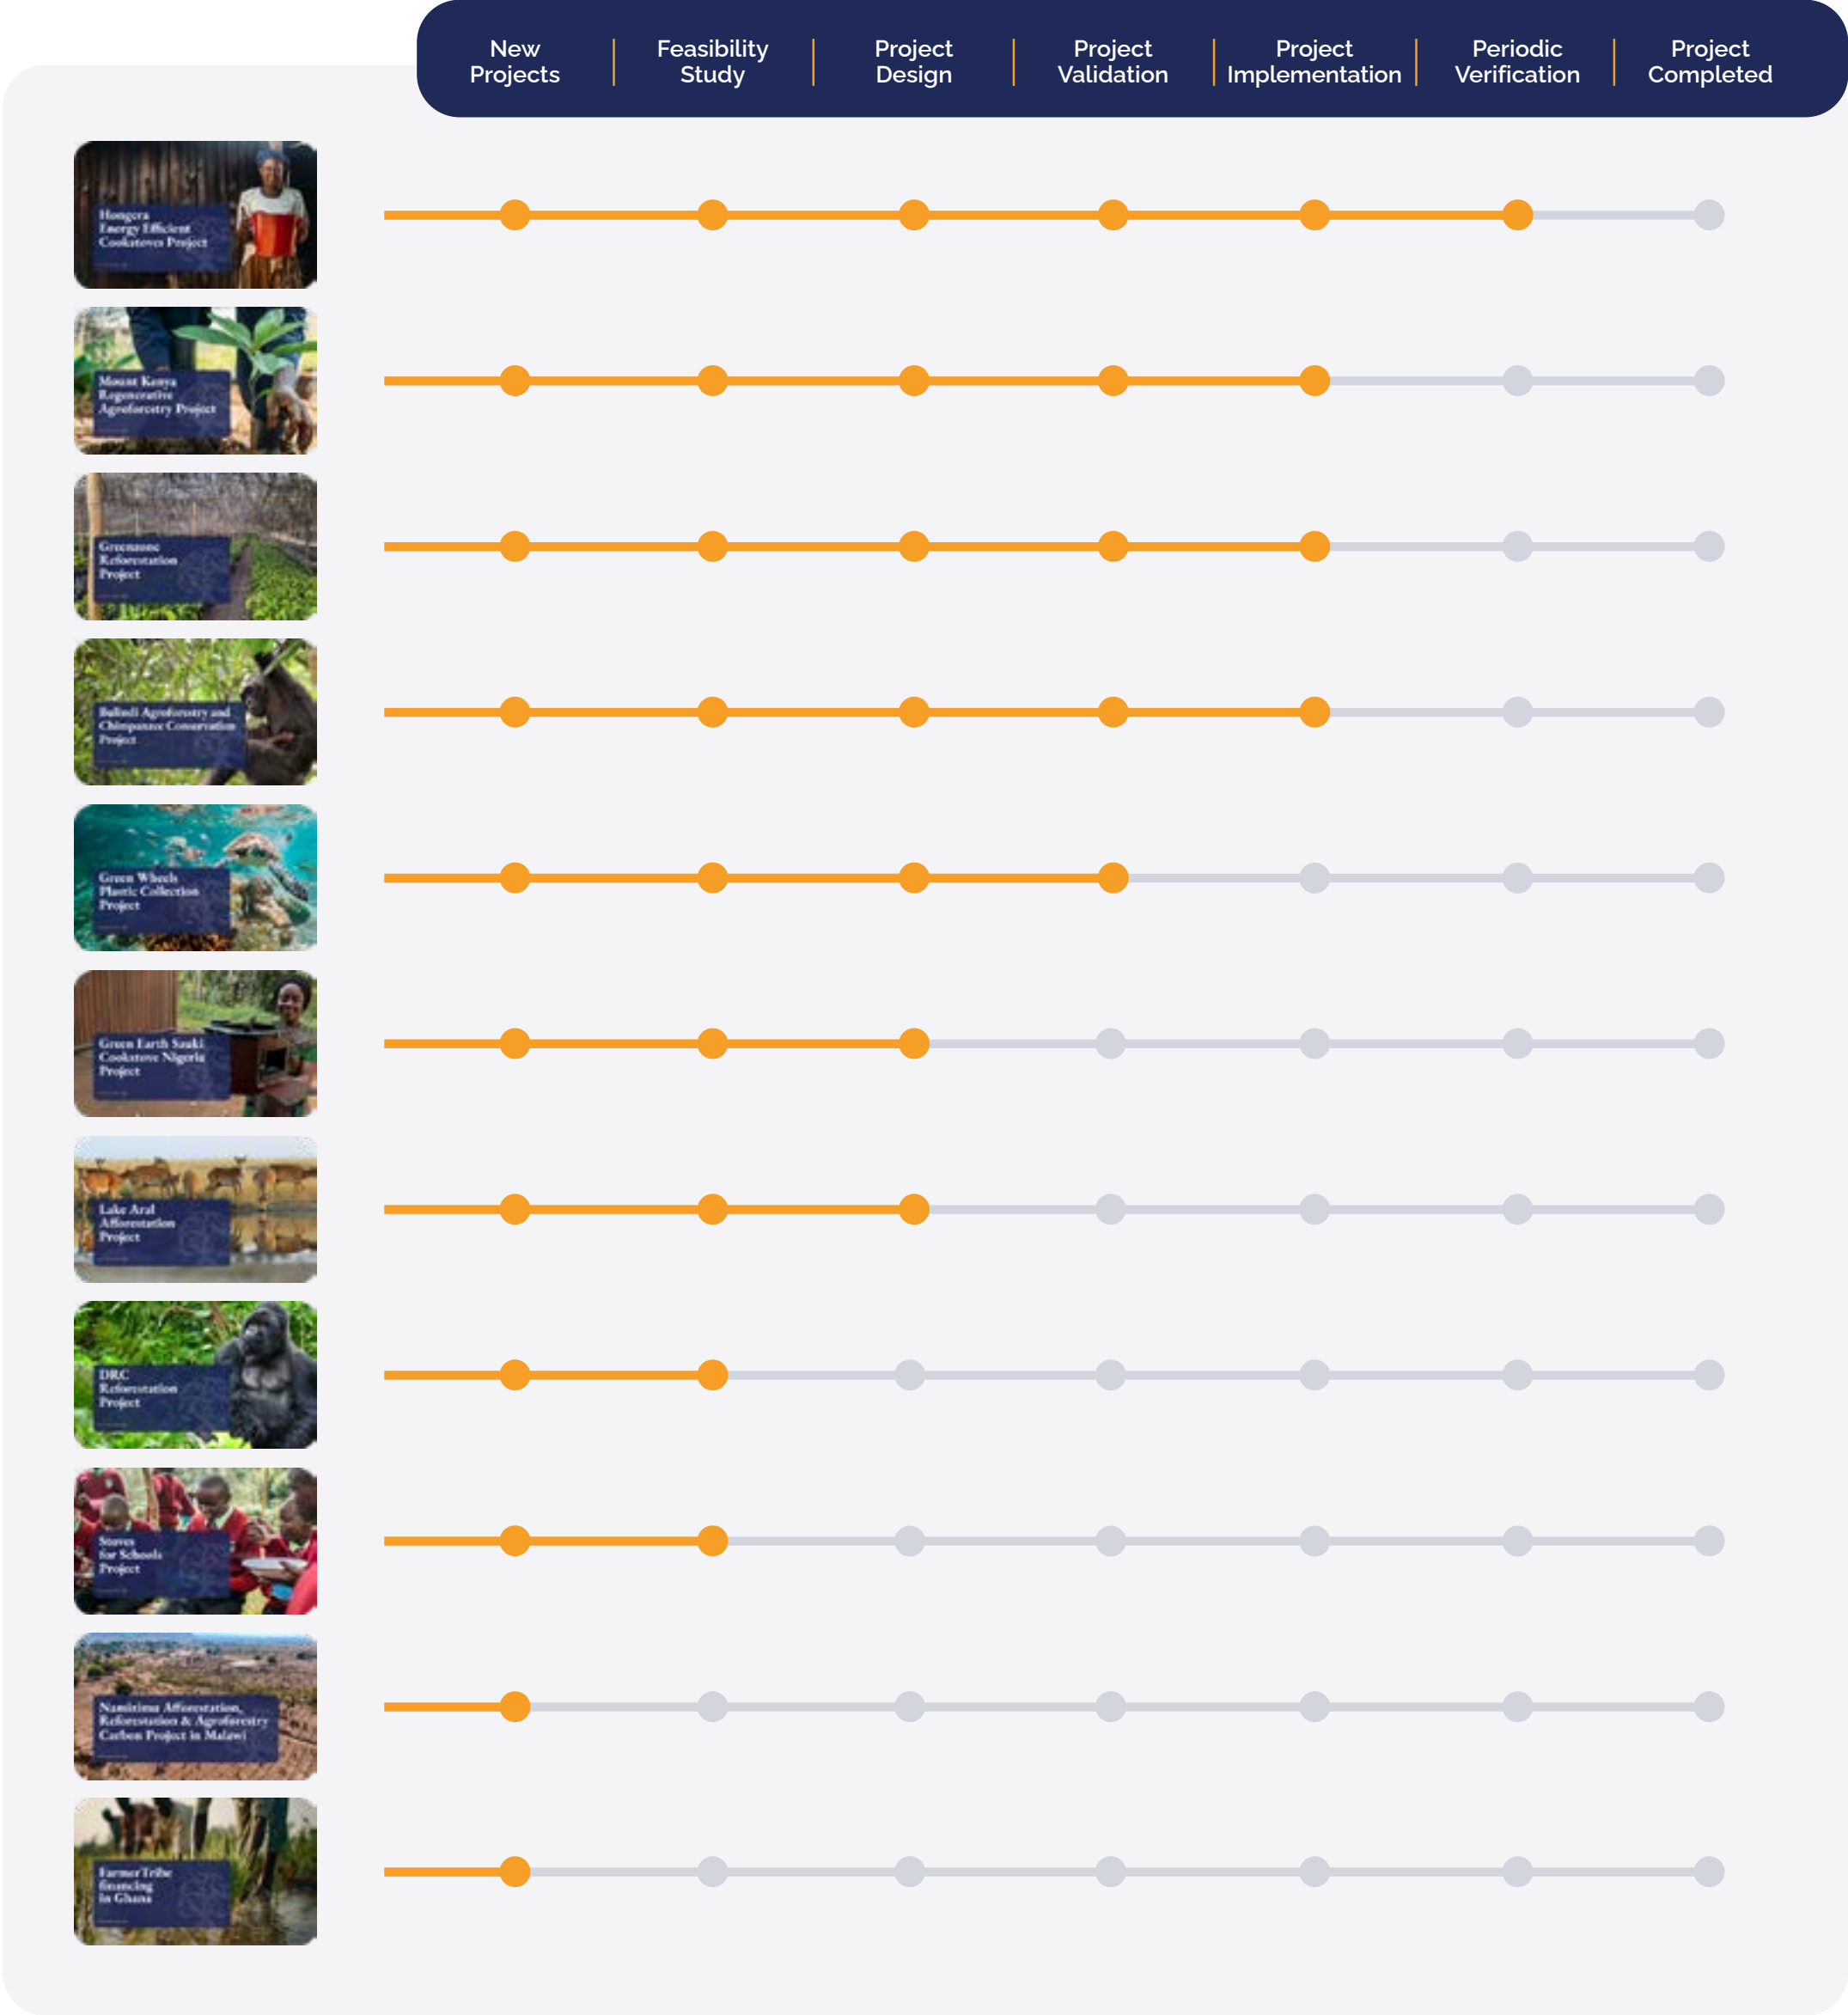 New
Projects
Feasibility
Study
Project
Design
Project
Validation
Project
Implementation
Periodic
Verification
Project
Completed
Hongera
Energy Efficient
Cookstoves Project
Mount Kenya
Regenerative
Agroforestry Project
Greenzone
Reforestation
Project
Bulindi Agroforestry and
Chimpanzee Conservation
Project
Green Wheels
Plastic Collection
Project
Green Earth Sauki
Cookstove Nigeria
Project
Lake Aral
Afforestation
Project
DRC
Reforestation
Project
Stoves
for Schools
Project
Namizimu Afforestation,
Reforestation & Agroforestry
Carbon Project in Malawi
FarmerTribe
financing
in Ghana